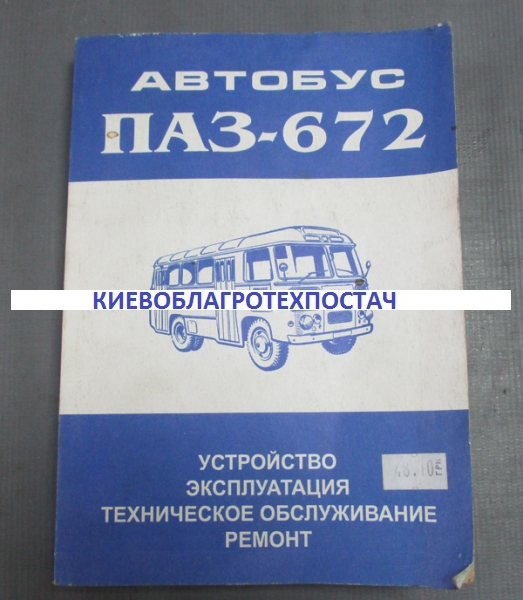 АВТОБУС
ПАЗ-672
КИЕВОБЛАГРОТЕХПОСТАЧ
УСТРОЙСТВО
ЭКСПЛУАТАЦИЯ
ТЕХНИЧЕСКОЕ ОБСЛУЖИВАНИЕ
РЕМОНТ